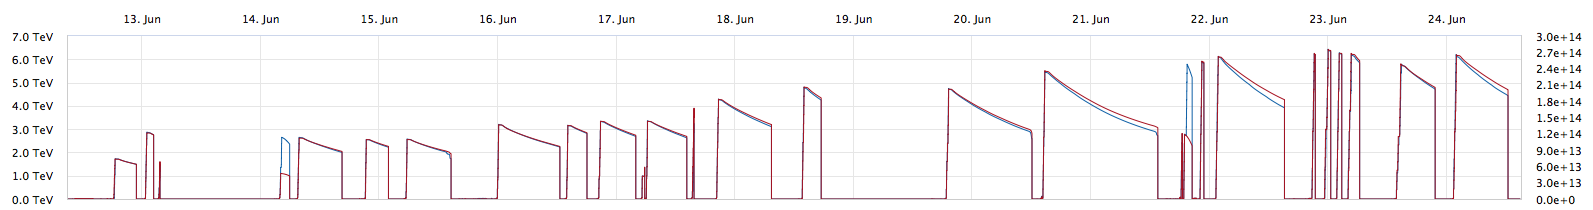 13. Jun 14. Jun 15. Jun 16. Jun 17. Jun 18. Jun 19. Jun 20. Jun 21. Jun 22. Jun 23. Jun 24. Jun
7.0 TeV 3.0e+14
6.0 TeV 2.7e+14
5.0 TeV 2.4e+14
4.0 TeV 2.1e+14
3.0 TeV 1.8e+14
2.0 TeV 1.5e+14
1.0 TeV 1.2e+14
0.0 TeV 9.0e+13
6.0e+13
3.0e+13
0.0e+0